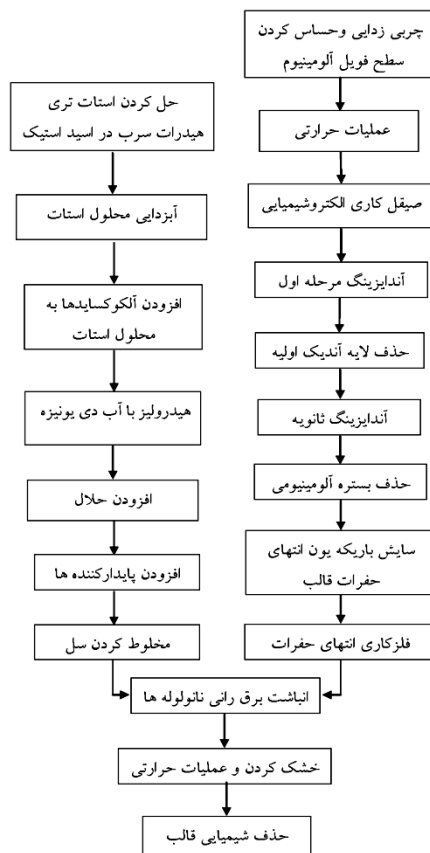 چربی زدایی وحساس کردن
سطح فویل آلومینیوم
عملیات حرارتی
صیقل کاری الکتروشیمیایی
آندایزینگ مرحله اول
حذف لایه آندیک اولیه
آندایزینگ ثانویه
حذف بستره آلومینیومی
سایش باریکه یون انتهای
حفرات قالب
فلزکاری انتهای حفرات
حل کردن استات تری
هیدرات سرب در اسید استیک
آبزدایی محلول استات
افزودن آلکوکسایدها به
محلول استات
هیدرولیز با آب دی یونیزه
افزودن حلال
افزودن پایدارکننده ها
مخلوط کردن سل
انباشت برق رانی نانولوله ها
خشک کردن و عملیات حرارتی
حذف شیمیایی قالب